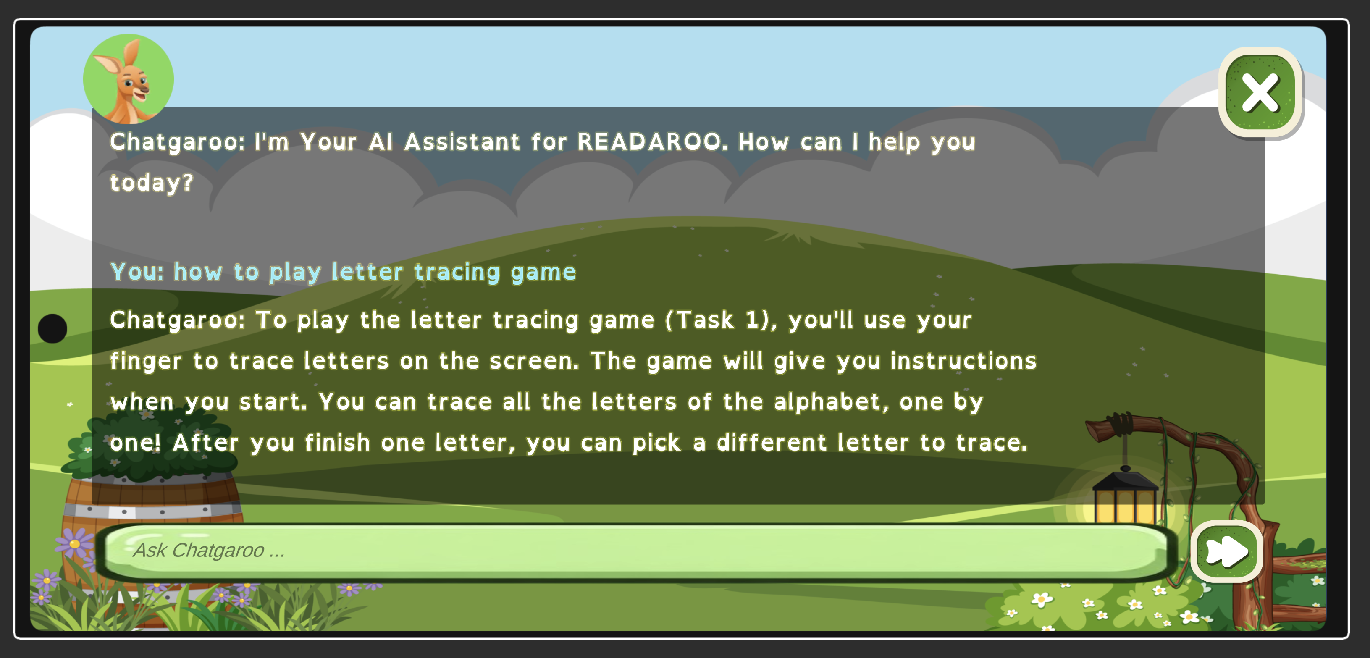 Chatgaroo: I'm Your AI Assistant for READAROO. How can I help you
today?
You: how to play letter tracing game
Chatgaroo: To play the letter tracing game (Task 1), you'll use your
finger to trace letters on the screen. The game will give you instructions
when you start. You can trace all the letters of the alphabet, one by
one! After you finish one letter, you can pick a different letter to trace.
Ask Chatgaroo ...